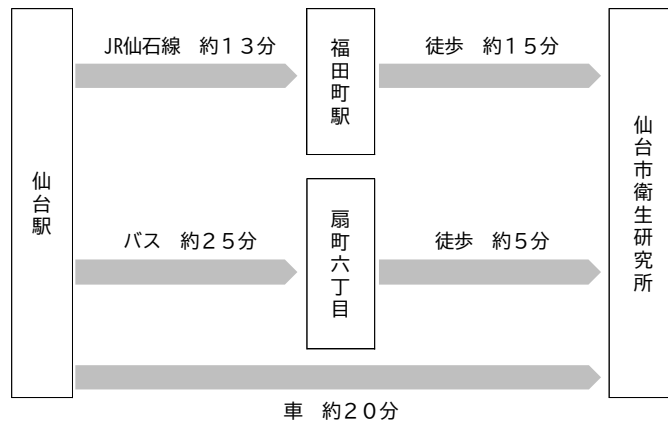 仙台駅
JR仙石線　約１３分
福田町駅
徒歩　約１５分
バス　約２５分
扇町六丁目
徒歩　約５分
車　約２０分
仙台市衛生研究所